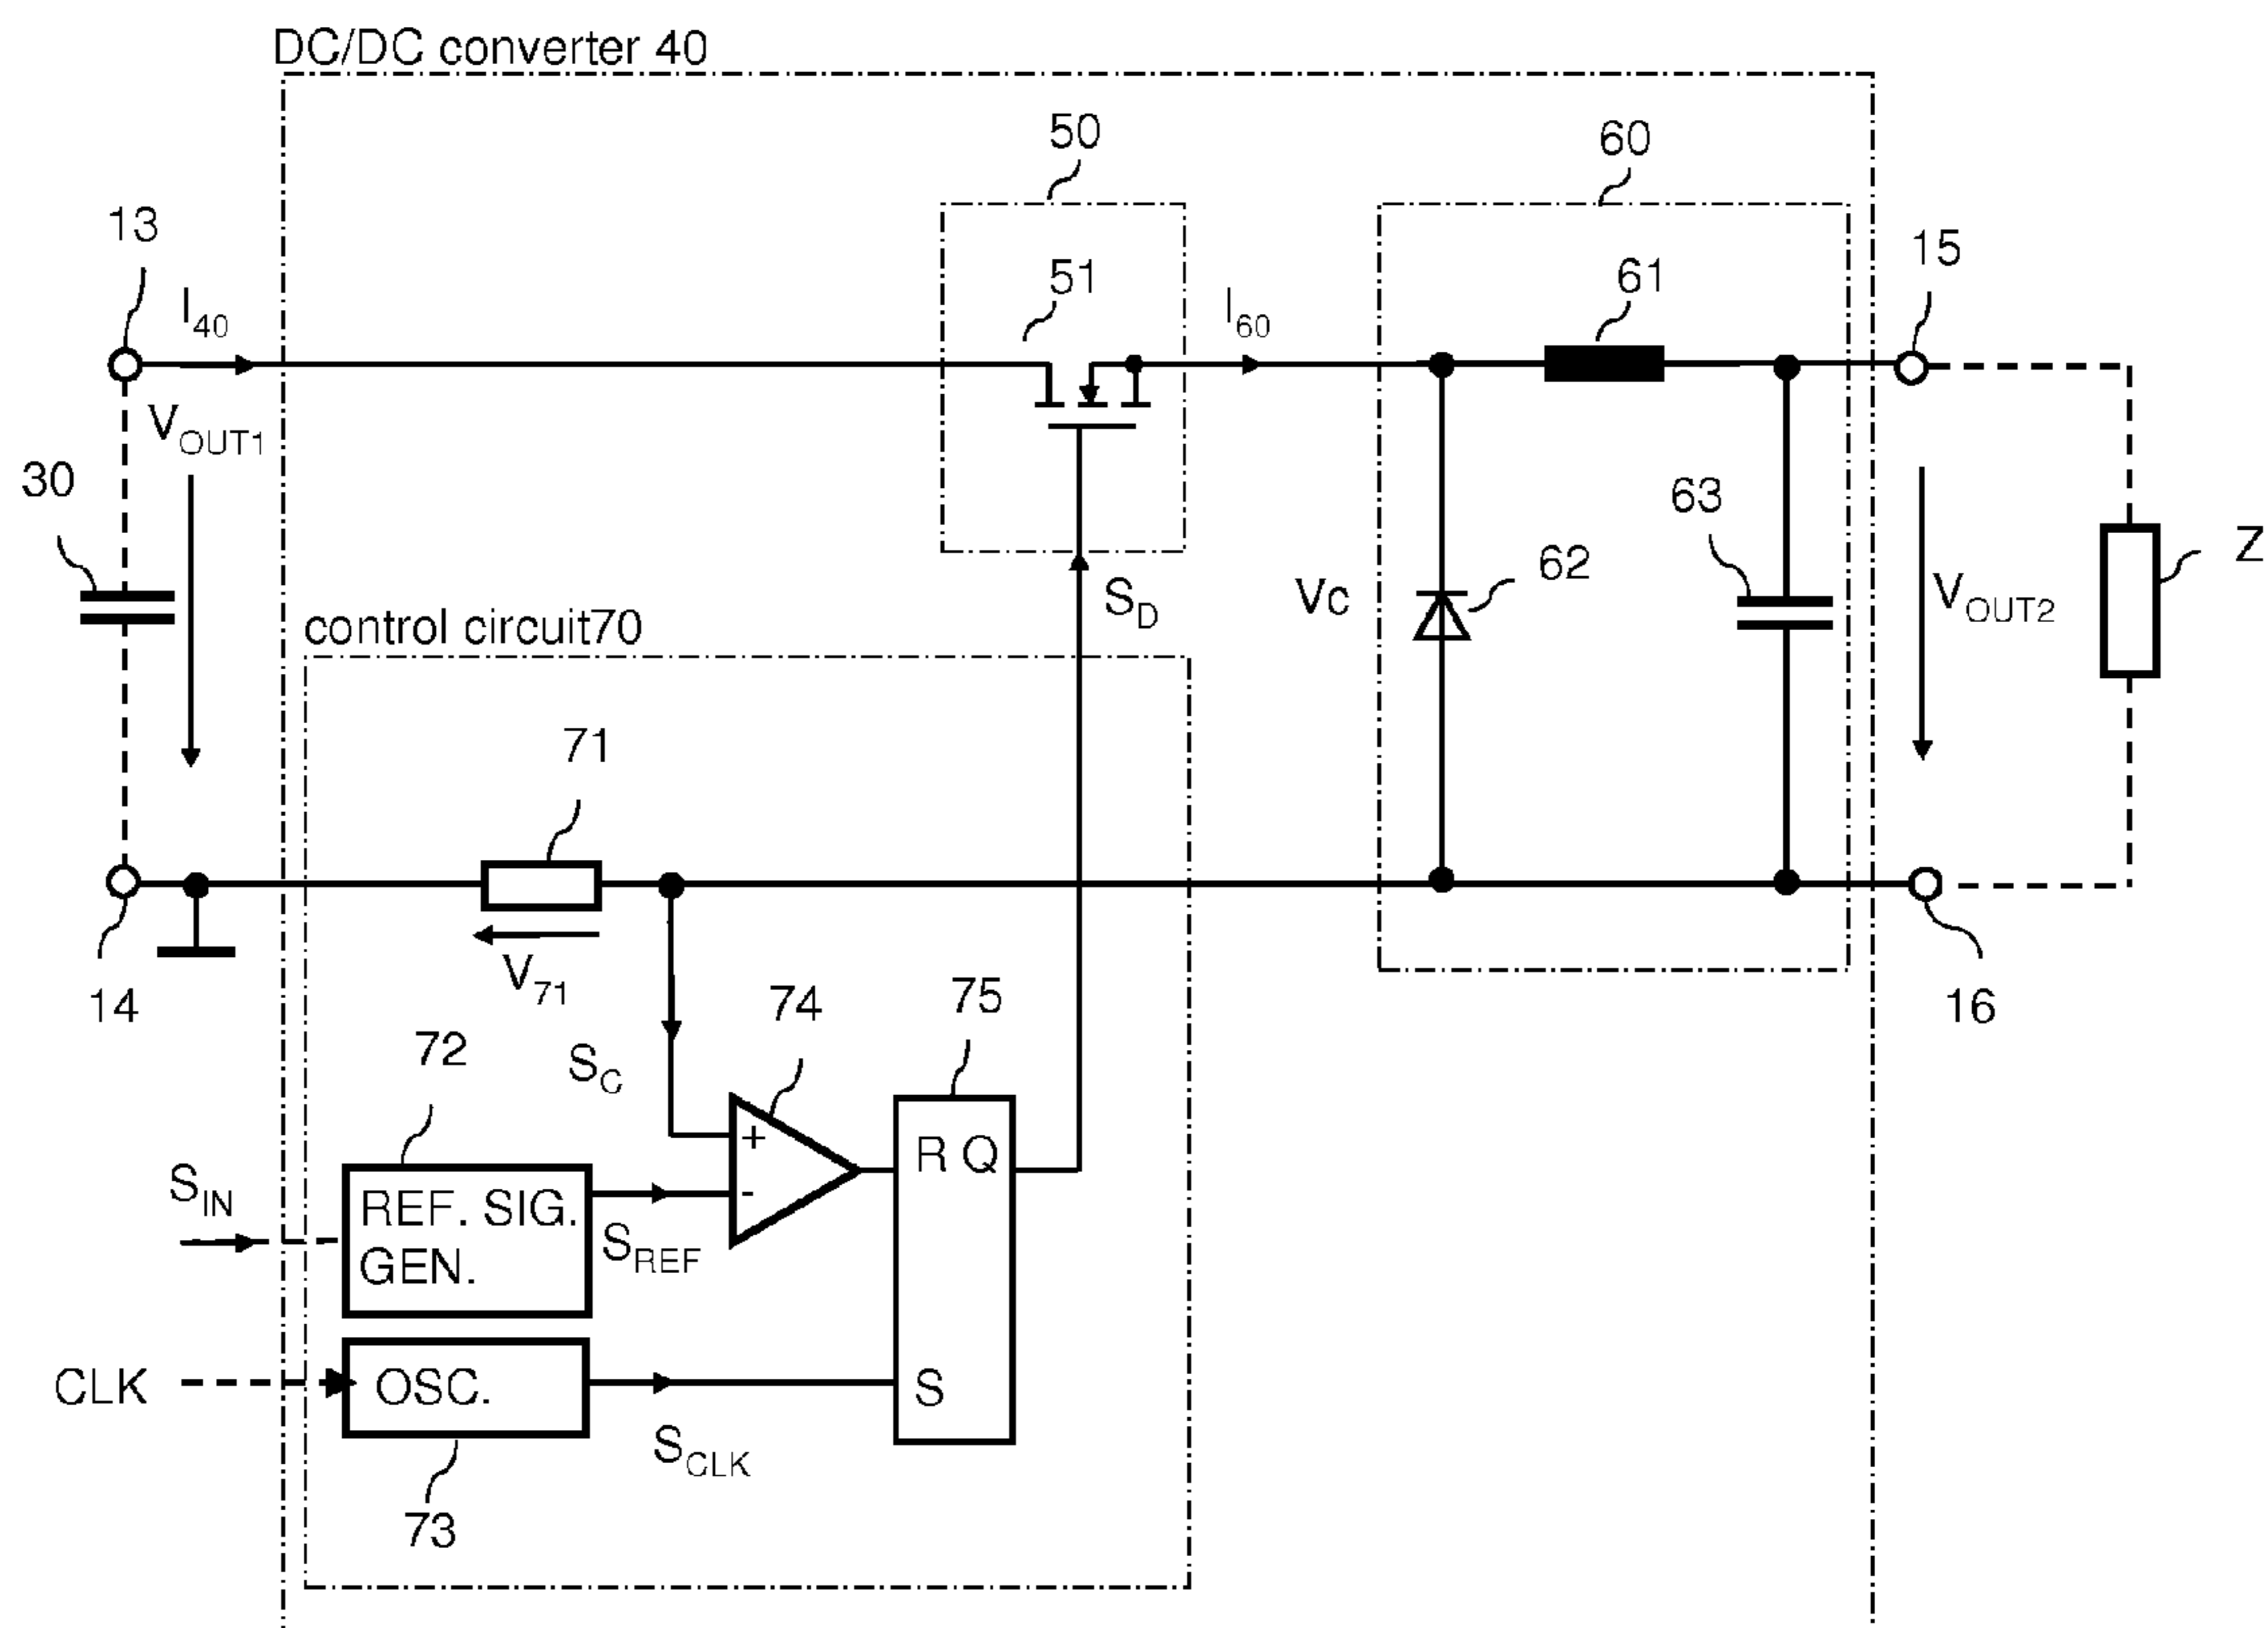 DC/DC converter 40
50
60
13
15
51
61
I40
I60
VOUT1
30
63
Z
62
SD
VC
VOUT2
control circuit70
71
14
V71
75
74
16
72
SC
+
R Q
SIN
-
REF. SIG.
GEN.
SREF
CLK
OSC.
S
SCLK
73